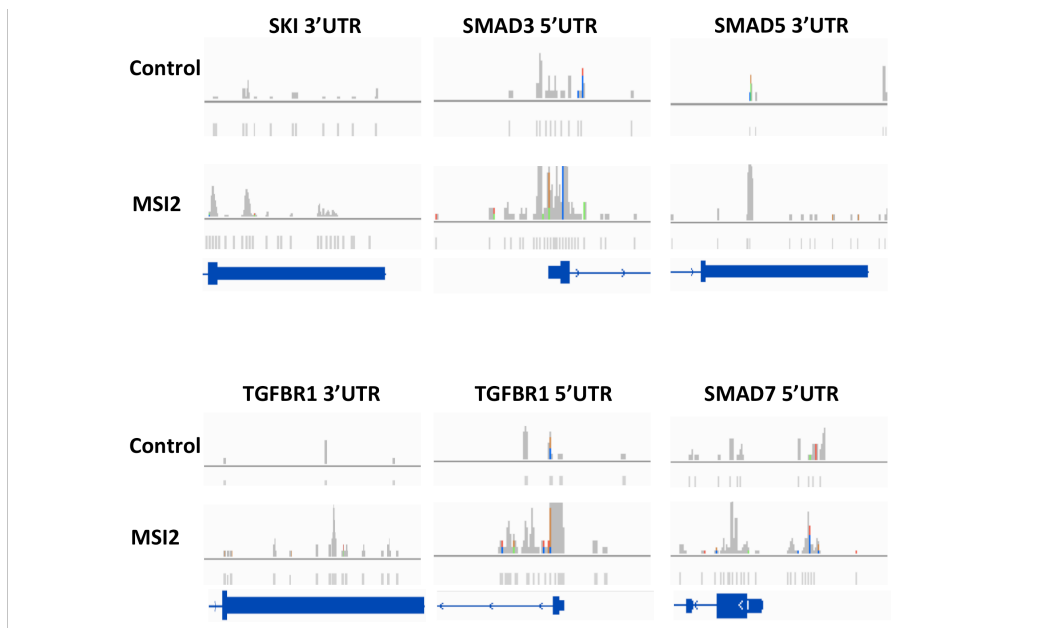 SKI 3’UTR SMAD3 5’UTR SMAD5 3’UTR
Control
MSI2
TGFBR1 3’UTR TGFBR1 5’UTR SMAD7 5’UTR
Control
MSI2